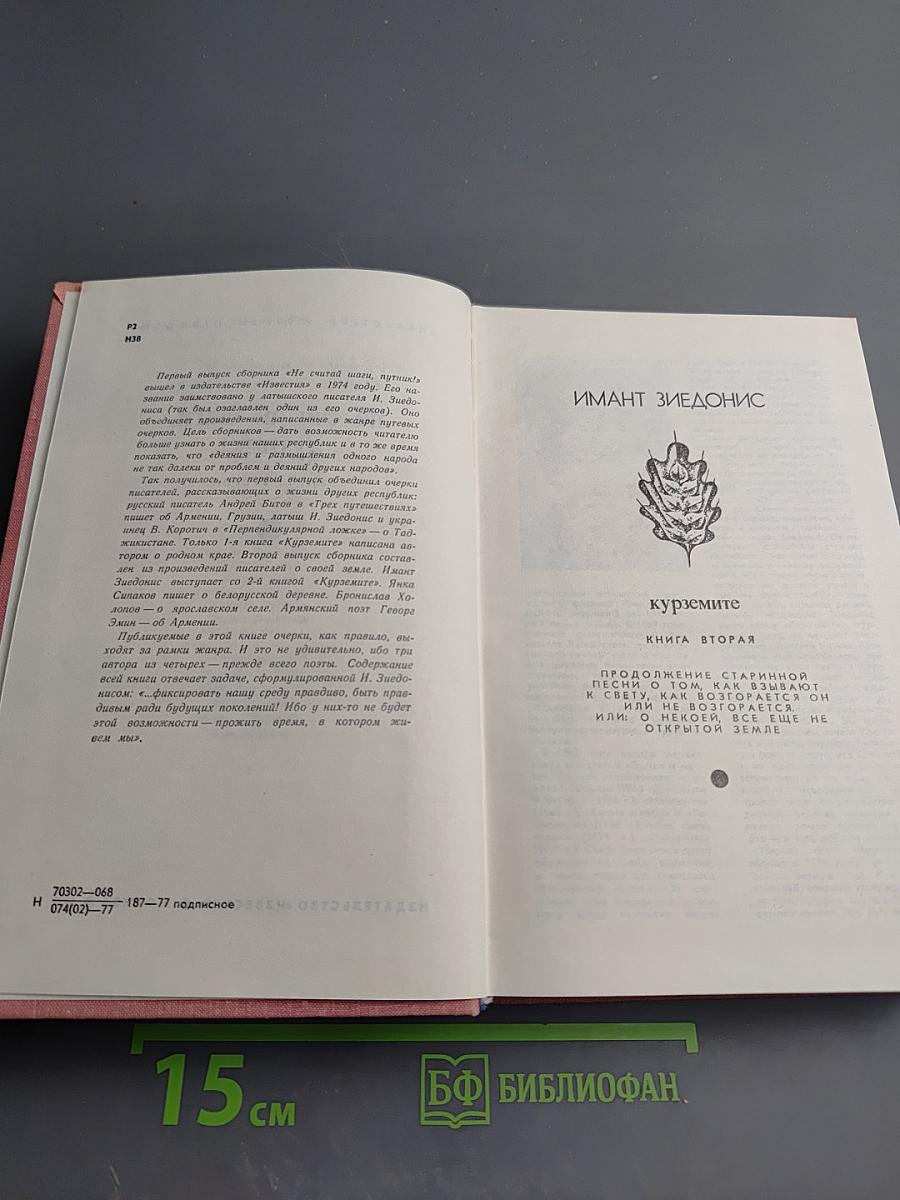 Р2
Н38
Первый выпуск сборника «Не считай шаги, путник!»
вышел в издательстве «Известия» в 1974 году. Его на-
звание заимствовано у латышского писателя И. Зиедо-
ниса (так был озаглавлен один из его очерков). Оно
объединяет произведения, написанные в жанре путевых
очерков. Цель сборников — дать возможность читателю
больше узнать о жизни наших республик и в то же время
показать, что «деяния и размышления одного народа
не так далеки от проблем и деяний других народов».
Так получилось, что первый выпуск объединил очерки
писателей, рассказывающих о жизни других республик:
русский писатель Андрей Битов в «Трех путешествиях»
пишет об Армении, Грузии, латыш И. Зиедонис и укра-
инец В. Коротич в «Перпендикулярной ложке» — о Тад-
жикистане. Только 1-я книга «Курземите» написана ав-
тором о родном крае. Второй выпуск сборника состав-
лен из произведений писателей о своей земле. Имант
Зиедонис выступает со 2-й книгой «Курземите». Янка
Сипаков пишет о белорусской деревне. Бронислав Хо-
лопов — о ярославском селе. Армянский поэт Геворг
Эмин — об Армении.
Публикуемые в этой книге очерки, как правило, вы-
ходят за рамки жанра. И это не удивительно, ибо три
автора из четырех — прежде всего поэты. Содержание
всей книги отвечает задаче, сформулированной И. Зиедо-
нисом: «...фиксировать нашу среду правдиво, быть прав-
дивым ради будущих поколений! Ибо у них-то не будет
этой возможности — прожить время, в котором жи-
вем мы».
Н 70302—068
074(02)—77 187—77 подписное
ИМАНТ ЗИЕДОНИС
курземите
КНИГА ВТОРАЯ
ПРОДОЛЖЕНИЕ СТАРИННОЙ
ПЕСНИ О ТОМ, КАК ВЗЫВАЮТ
К СВЕТУ, КАК ВОЗГОРАЕТСЯ ОН
ИЛИ НЕ ВОЗГОРАЕТСЯ.
ИЛИ: О НЕКОЕЙ, ВСЕ ЕЩЕ НЕ
ОТКРЫТОЙ ЗЕМЛЕ
15 см
БФ БИБЛИОФАН